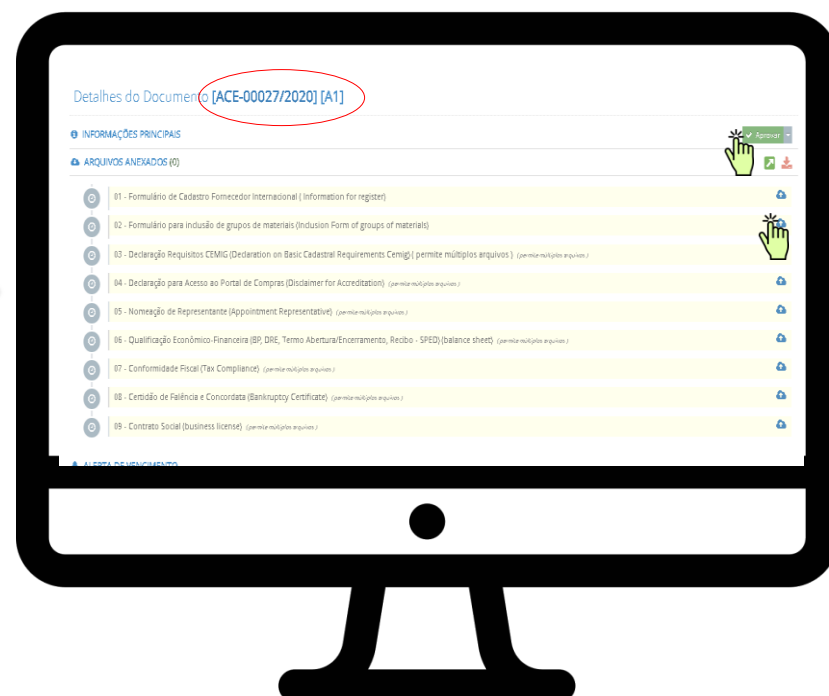 Detalhes do Documento [ACE-00027/2020] [A1]
INFORMAÇÕES PRINCIPAIS
Aprovar
ARQUIVOS ANEXADOS (0)
01 - Formulário de Cadastro Fornecedor Internacional ( Information for register)
02 - Formulário para inclusão de grupos de materiais (Inclusion Form of groups of materials)
03 - Declaração Requisitos CEMIG (Declaration on Basic Cadastral Requirements Cemig) ( permite múltiplos arquivos ) (permite múltiplos arquivos.)
04 - Declaração para Acesso ao Portal de Compras (Disclaimer for Accreditation) (permite múltiplos arquivos.)
05 - Nomeação de Representante (Appointment Representative) (permite múltiplos arquivos.)
06 - Qualificação Econômico-Financeira (BP, DRE, Termo Abertura/Encerramento, Recibo - SPED) (balance sheet) (permite múltiplos arquivos.)
07 - Conformidade Fiscal (Tax Compliance) (permite múltiplos arquivos.)
08 - Certidão de Falência e Concordata (Bankruptcy Certificate) (permite múltiplos arquivos.)
09 - Contrato Social (business license) (permite múltiplos arquivos.)
ALERTA DE VENCIMENTO